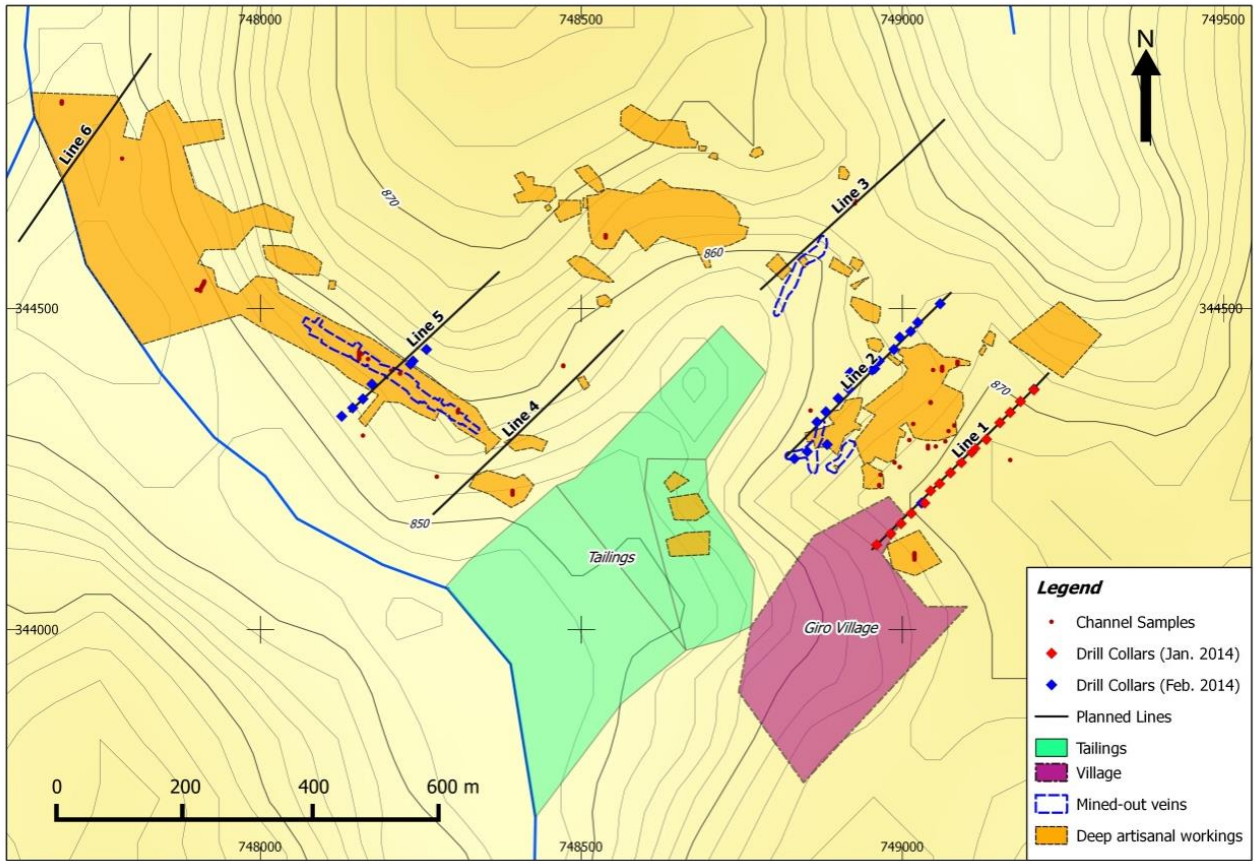 748000
748500
749000
749500
N
Line 6
Line 3
870
860
344500
344500
Line 5
Line 2
870
Line 4
Line 1
850
Tailings
Giro Village
344000
Legend
Channel Samples
Drill Collars (Jan. 2014)
Drill Collars (Feb. 2014)
Planned Lines
Tailings
Village
Mined-out veins
Deep artisanal workings
0 200 400 600 m
748000
748500
749000